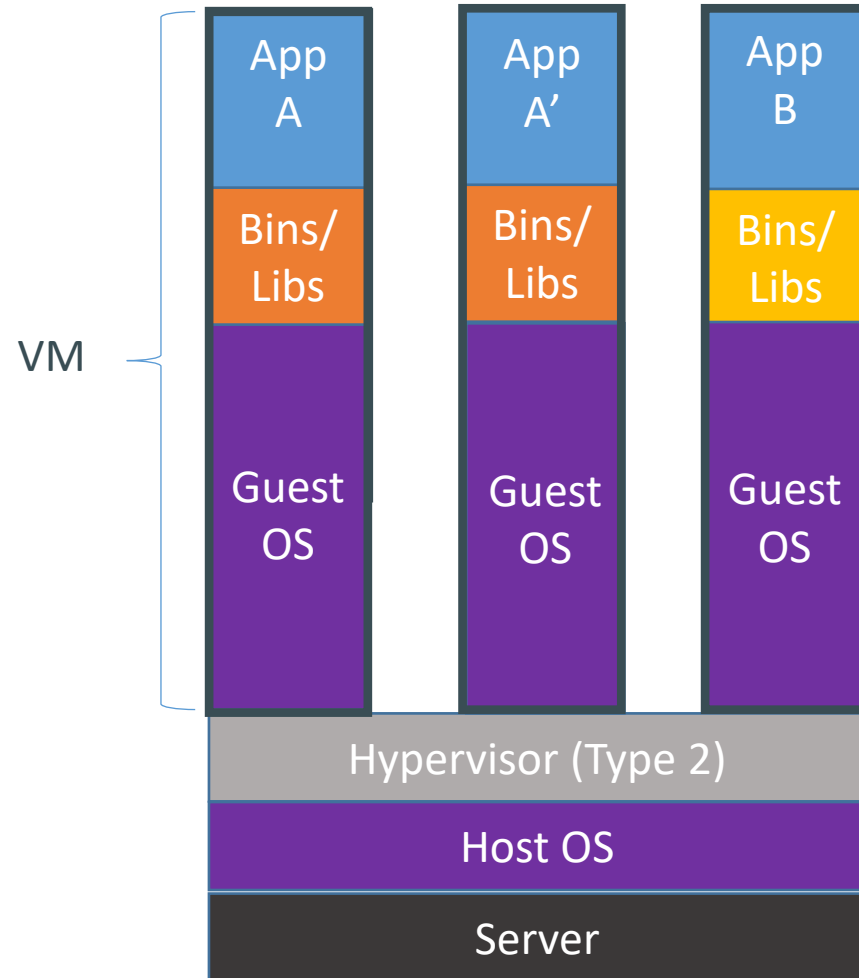 App
A
App
A’
App
B
Bins/
Libs
Bins/
Libs
Bins/
Libs
VM
Guest
OS
Guest
OS
Guest
OS
Hypervisor (Type 2)
Host OS
Server